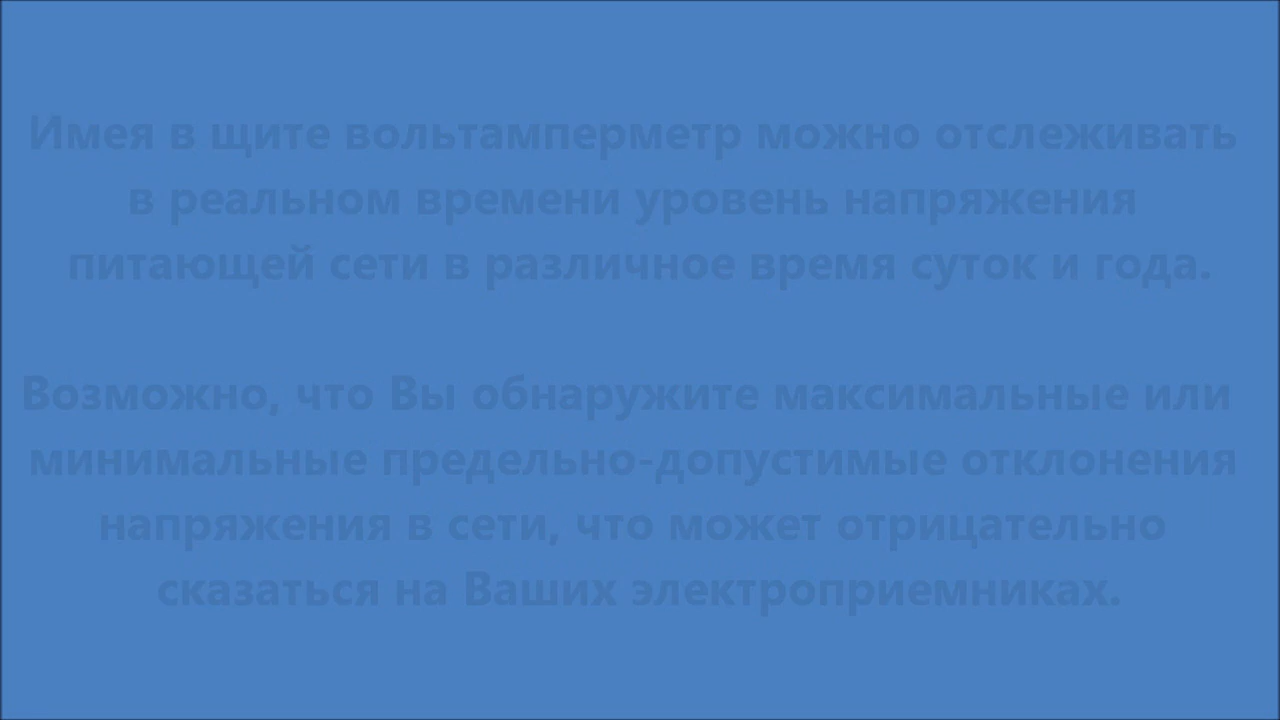 Имея в щите вольтамперметр можно отслеживать
в реальном времени уровень напряжения
питающей сети в различное время суток и года.
Возможно, что Вы обнаружите максимальные или
минимальные предельно-допустимые отклонения
напряжения в сети, что может отрицательно
сказаться на Ваших электроприемниках.